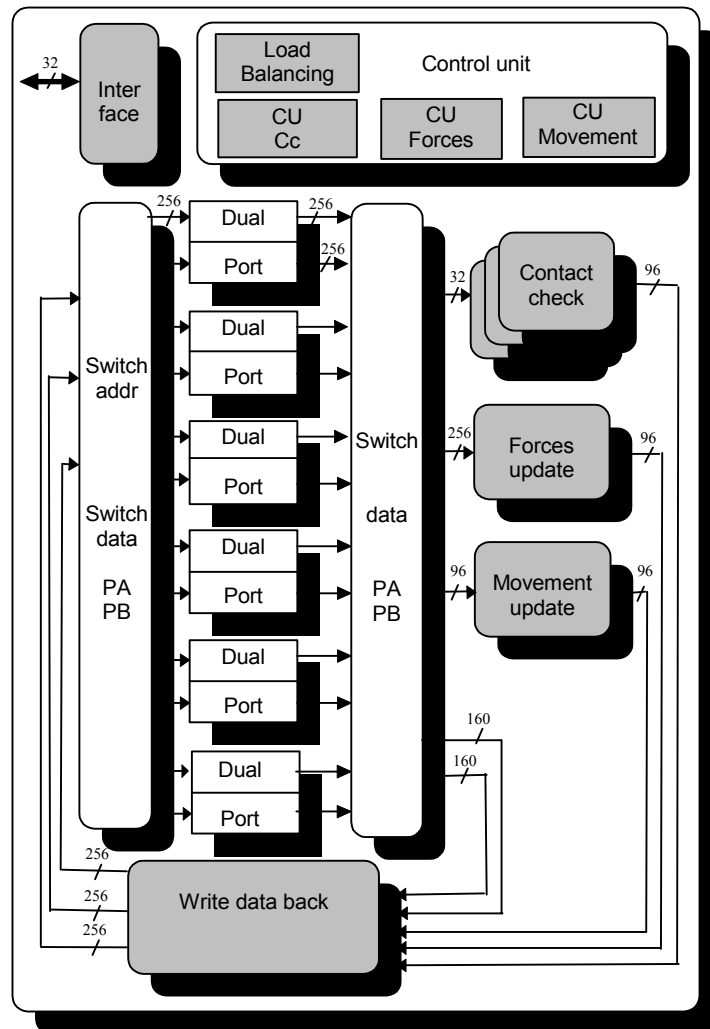 32
Inter
face
Load
Balancing
Control unit
CU
Cc
CU
Forces
CU
Movement
256
Dual
256
Port
256
Switch
addr
Switch
data
PA
PB
Dual
Port
Dual
Port
Dual
Port
Dual
Port
Dual
Port
Switch
data
PA
PB
32
Contact
check
96
256
Forces
update
96
96
Movement
update
96
160
160
256
256
256
Write data back